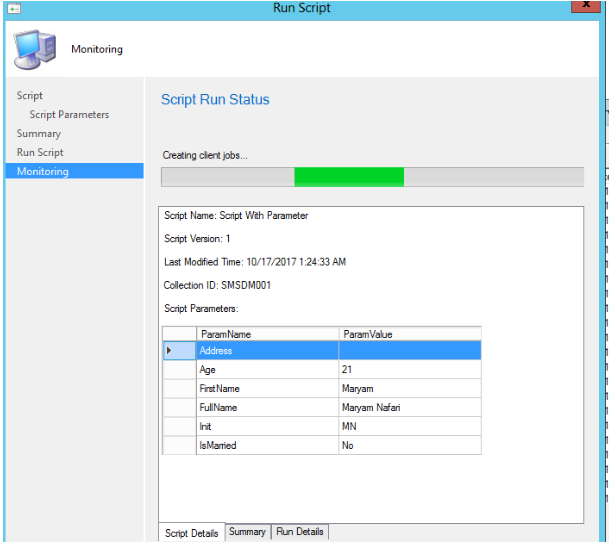 Run Script
x
Monitoring
Script
Script Parameters
Summary
Run Script
Monitoring
Script Run Status
Creating client jobs...
Script Name: Script With Parameter
Script Version: 1
Last Modified Time: 10/17/2017 1:24:33 AM
Collection ID: SMSDM001
Script Parameters:
ParamName ParamValue
Address
Age 21
FirstName Maryam
FullName Maryam Nafari
Init MN
IsMarried No
Script Details Summary Run Details